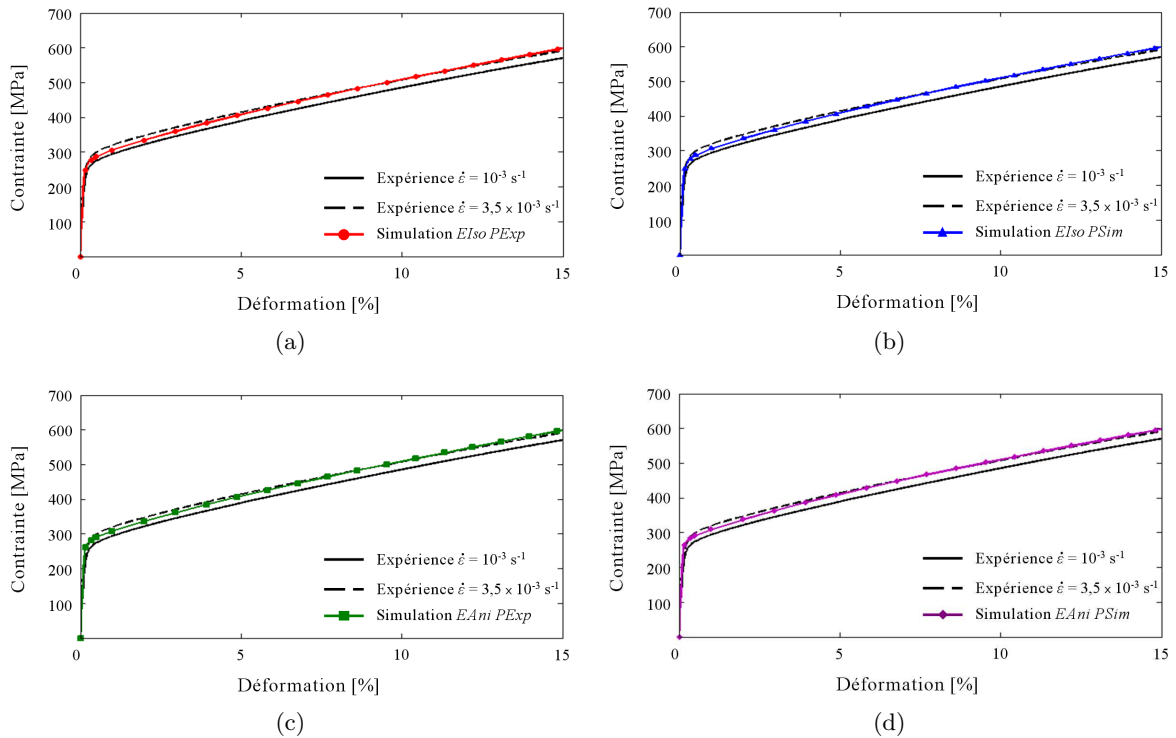 700
600
500
400
300
200
100
Contrainte [MPa]
Expérience ε̇ = 10⁻³ s⁻¹
Expérience ε̇ = 3,5 × 10⁻³ s⁻¹
Simulation EIso PExp
0
5
10
15
Déformation [%]
(a)
700
600
500
400
300
200
100
Contrainte [MPa]
Expérience ε̇ = 10⁻³ s⁻¹
Expérience ε̇ = 3,5 × 10⁻³ s⁻¹
Simulation EIso PSim
0
5
10
15
Déformation [%]
(b)
700
600
500
400
300
200
100
Contrainte [MPa]
Expérience ε̇ = 10⁻³ s⁻¹
Expérience ε̇ = 3,5 × 10⁻³ s⁻¹
Simulation EAni PExp
0
5
10
15
Déformation [%]
(c)
700
600
500
400
300
200
100
Contrainte [MPa]
Expérience ε̇ = 10⁻³ s⁻¹
Expérience ε̇ = 3,5 × 10⁻³ s⁻¹
Simulation EAni PSim
0
5
10
15
Déformation [%]
(d)